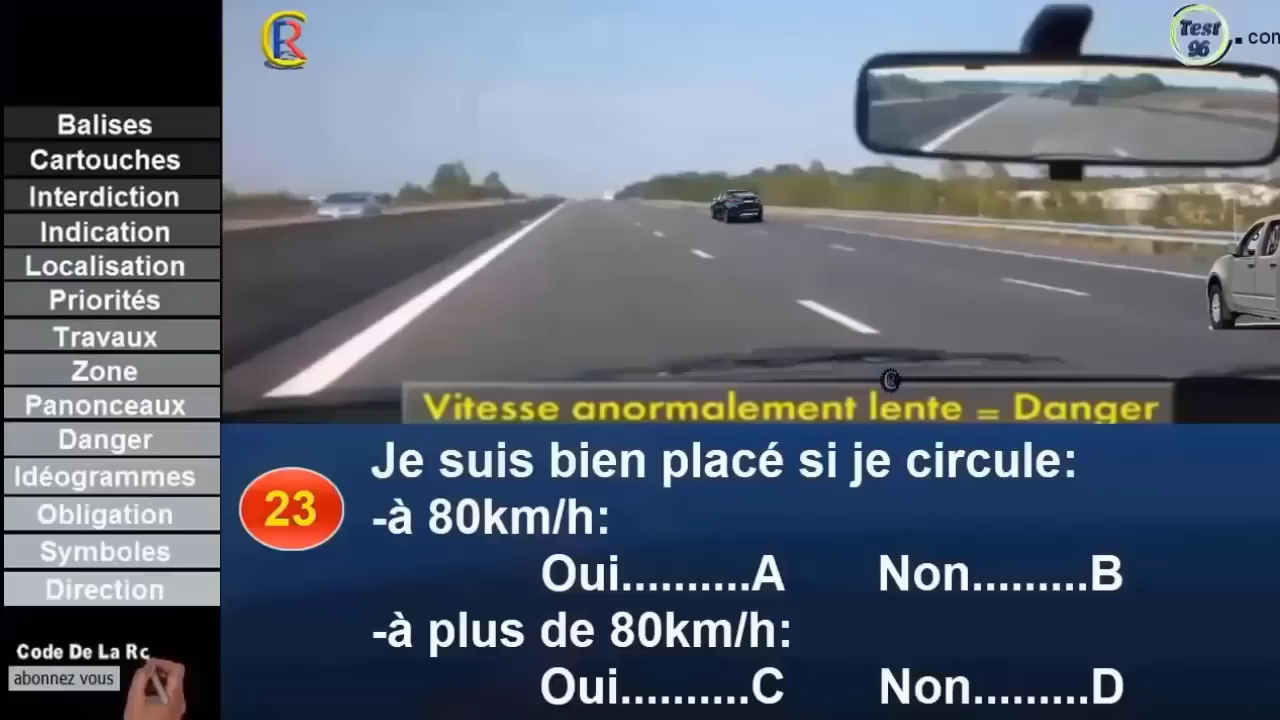 Test
96
.com
Balises
Cartouches
Interdiction
Indication
Localisation
Priorités
Travaux
Zone
Panonceaux
Danger
Idéogrammes
Obligation
Symboles
Direction
Code De La Rc
abonnez vous
Vitesse anormalement lente = Danger
23
Je suis bien placé si je circule:
-à 80km/h:
Oui..........A Non.........B
-à plus de 80km/h:
Oui..........C Non.........D